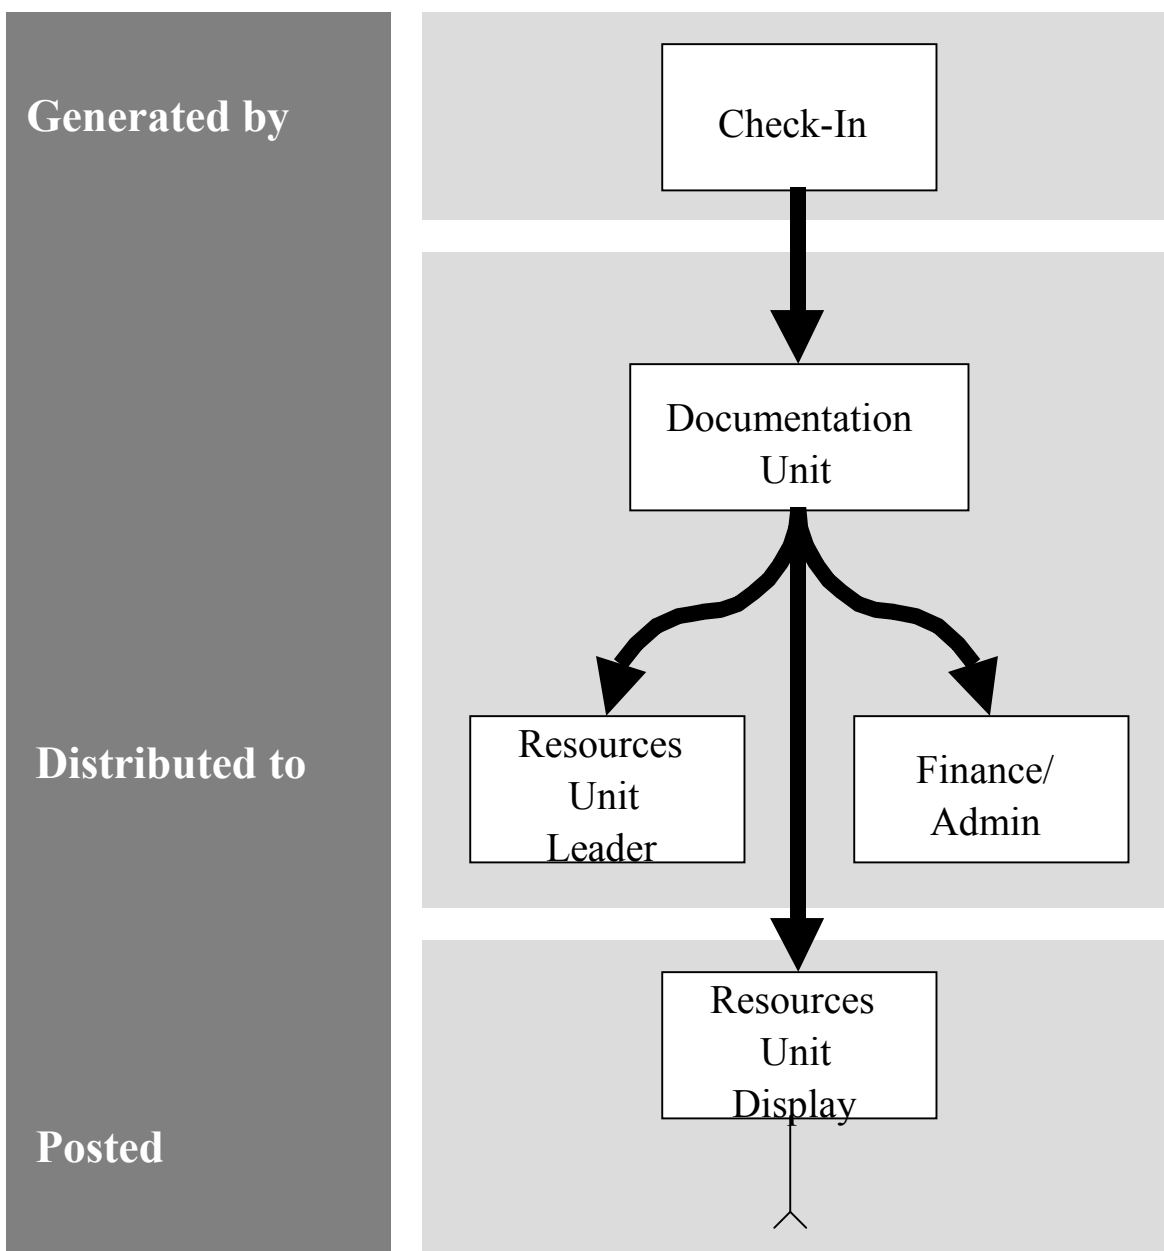 Generated by
Check-In
Documentation
Unit
Distributed to
Resources
Unit
Leader
Finance/
Admin
Resources
Unit
Display
Posted